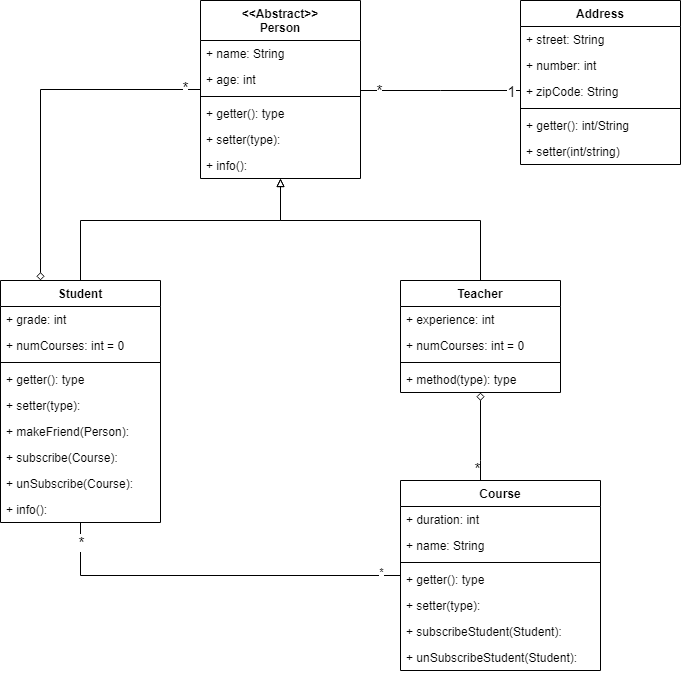 <<Abstract>>
Person
+ name: String
+ age: int
+ getter(): type
+ setter(type):
+ info():
Address
+ street: String
+ number: int
+ zipCode: String
+ getter(): int/String
+ setter(int/string)
*
*
1
Student
+ grade: int
+ numCourses: int = 0
+ getter(): type
+ setter(type):
+ makeFriend(Person):
+ subscribe(Course):
+ unSubscribe(Course):
+ info():
Teacher
+ experience: int
+ numCourses: int = 0
+ method(type): type
*
*
*
Course
+ duration: int
+ name: String
+ getter(): type
+ setter(type):
+ subscribeStudent(Student):
+ unSubscribeStudent(Student):